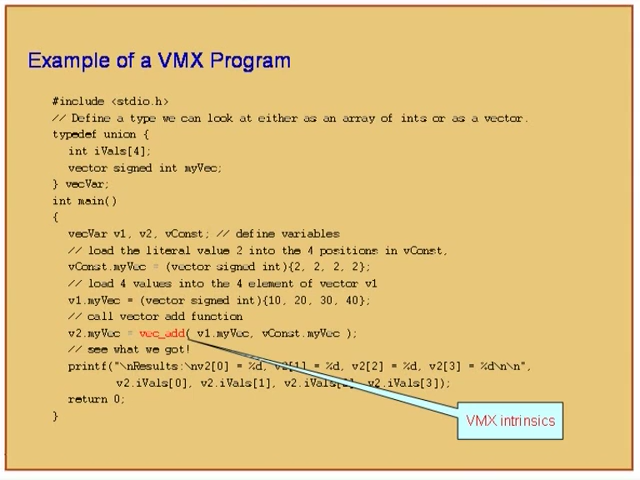 Example of a VMX Program
#include <stdio.h>
// Define a type we can look at either as an array of ints or as a vector.
typedef union {
int iVals[4];
vector signed int myVec;
} vecVar;
int main()
{
vecVar v1, v2, vConst; // define variables
// load the literal value 2 into the 4 positions in vConst,
vConst.myVec = (vector signed int){2, 2, 2, 2};
// load 4 values into the 4 element of vector v1
v1.myVec = (vector signed int){10, 20, 30, 40};
// call vector add function
v2.myVec = vec_add( v1.myVec, vConst.myVec );
// see what we got!
printf("\nResults:\nv2[0] = %d, v2[1] = %d, v2[2] = %d, v2[3] = %d\n\n",
v2.iVals[0], v2.iVals[1], v2.iVals[2], v2.iVals[3]);
return 0;
}
VMX intrinsics